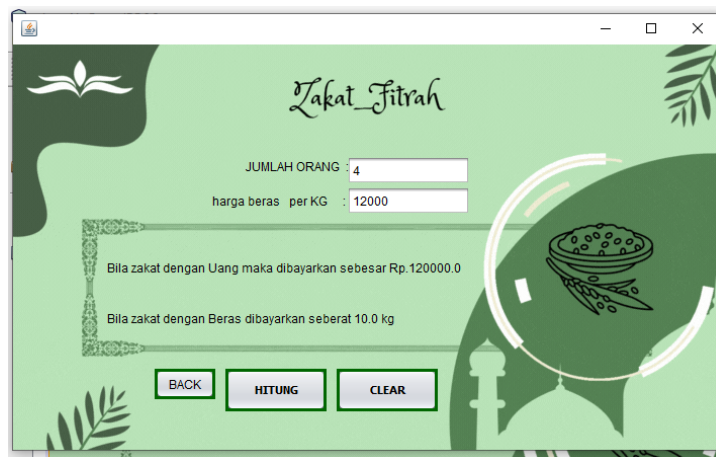 Zakat_Fitrah
JUMLAH ORANG : 4
harga beras per KG : 12000
Bila zakat dengan Uang maka dibayarkan sebesar Rp.120000.0
Bila zakat dengan Beras dibayarkan seberat 10.0 kg
BACK HITUNG CLEAR